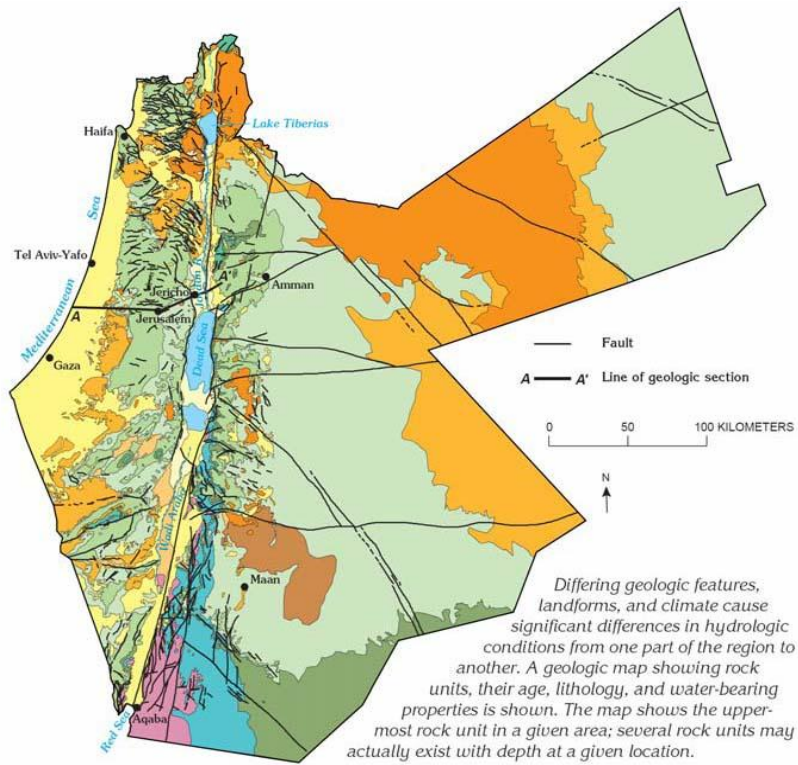 Lake Tiberias
Haifa
Sea
Tel Aviv-Yafo
Jordan R.
A'
Amman
Jericho
Jerusalem
A
Mediterranean
Dead Sea
Gaza
Fault
A A' Line of geologic section
0 50 100 KILOMETERS
N
Wadi Araba
Maan
Red Sea
Aqaba
Differing geologic features,
landforms, and climate cause
significant differences in hydrologic
conditions from one part of the region to
another. A geologic map showing rock
units, their age, lithology, and water-bearing
properties is shown. The map shows the upper-
most rock unit in a given area; several rock units may
actually exist with depth at a given location.